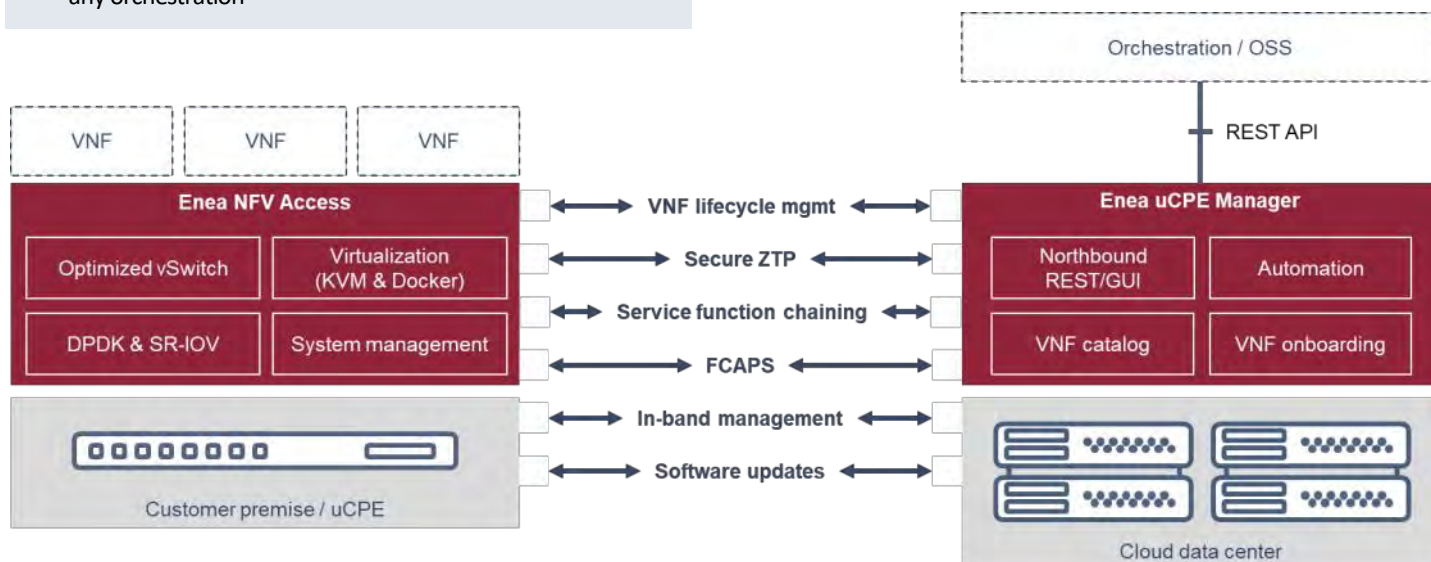 any orchestration
Orchestration / OSS
REST API
VNF
VNF
VNF
Enea NFV Access
Optimized vSwitch
Virtualization
(KVM & Docker)
DPDK & SR-IOV
System management
VNF lifecycle mgmt
Secure ZTP
Service function chaining
FCAPS
In-band management
Software updates
Enea uCPE Manager
Northbound
REST/GUI
Automation
VNF catalog
VNF onboarding
Customer premise / uCPE
Cloud data center